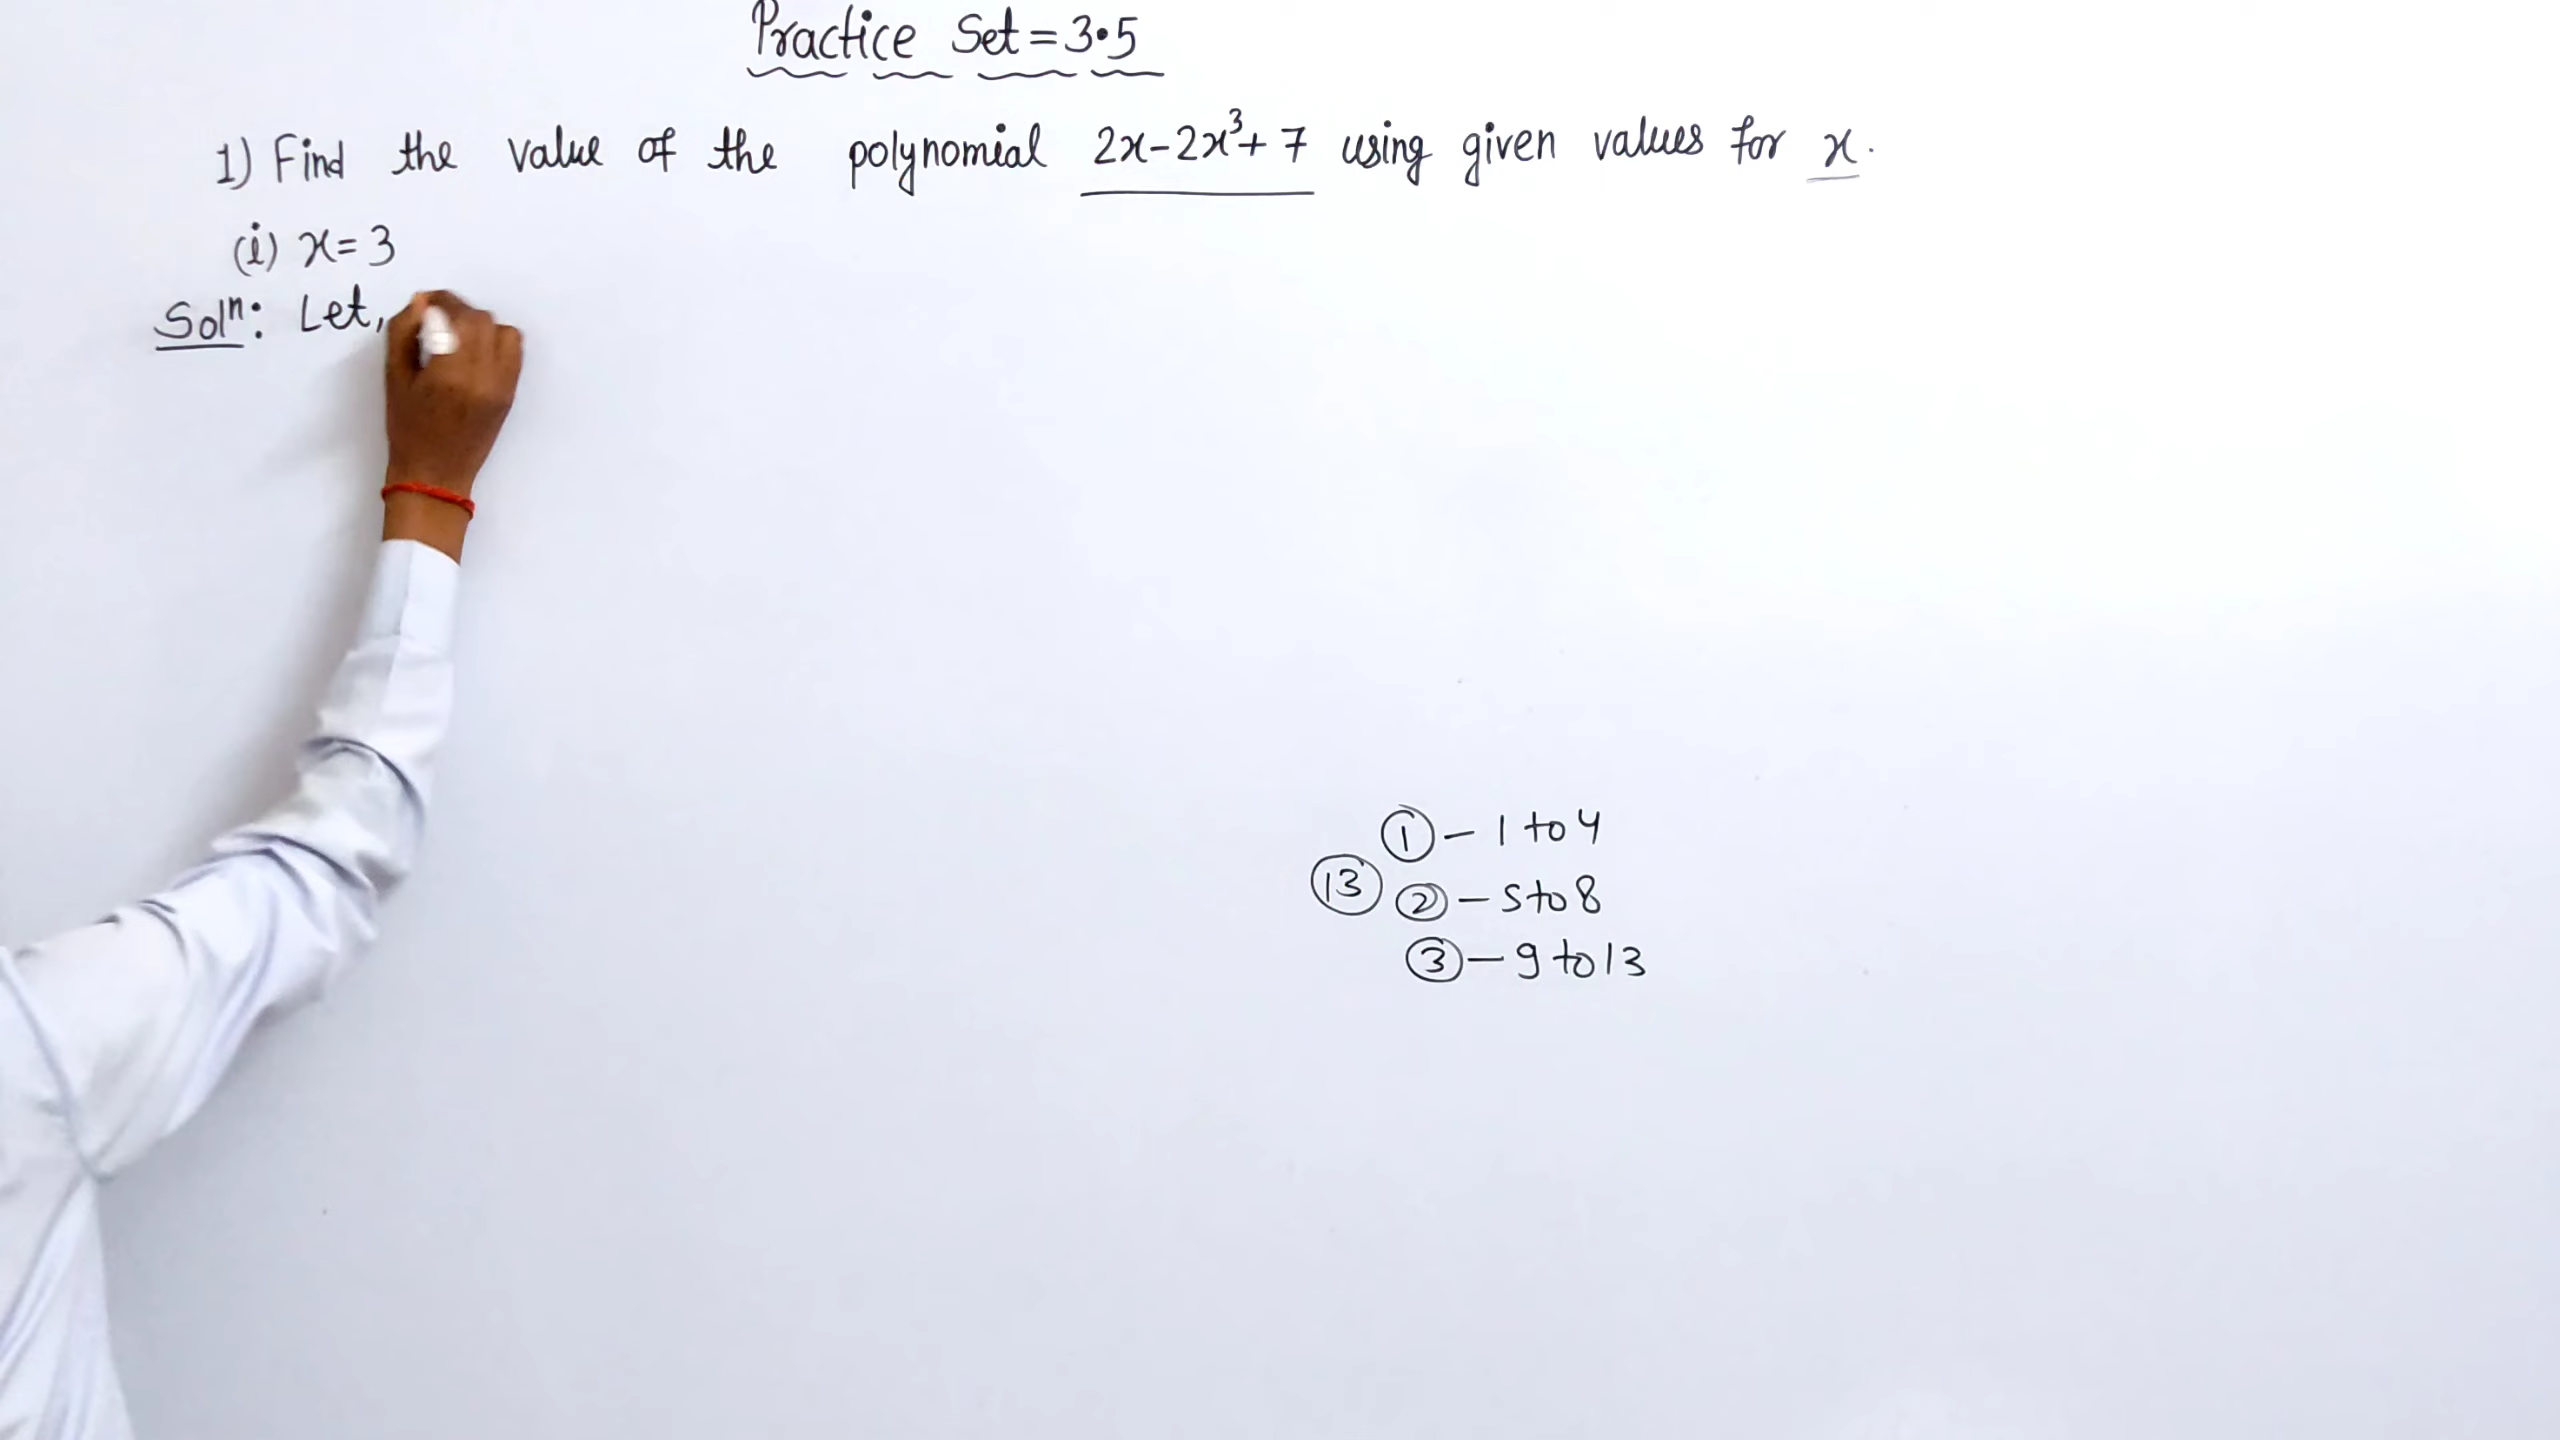 Practice Set = 3.5
1) Find the value of the polynomial 2x-2x³+7 using given values for x.
(i) x=3
Solⁿ: Let,
① - 1 to 4
⑬ ② - 5 to 8
③ - 9 to 13